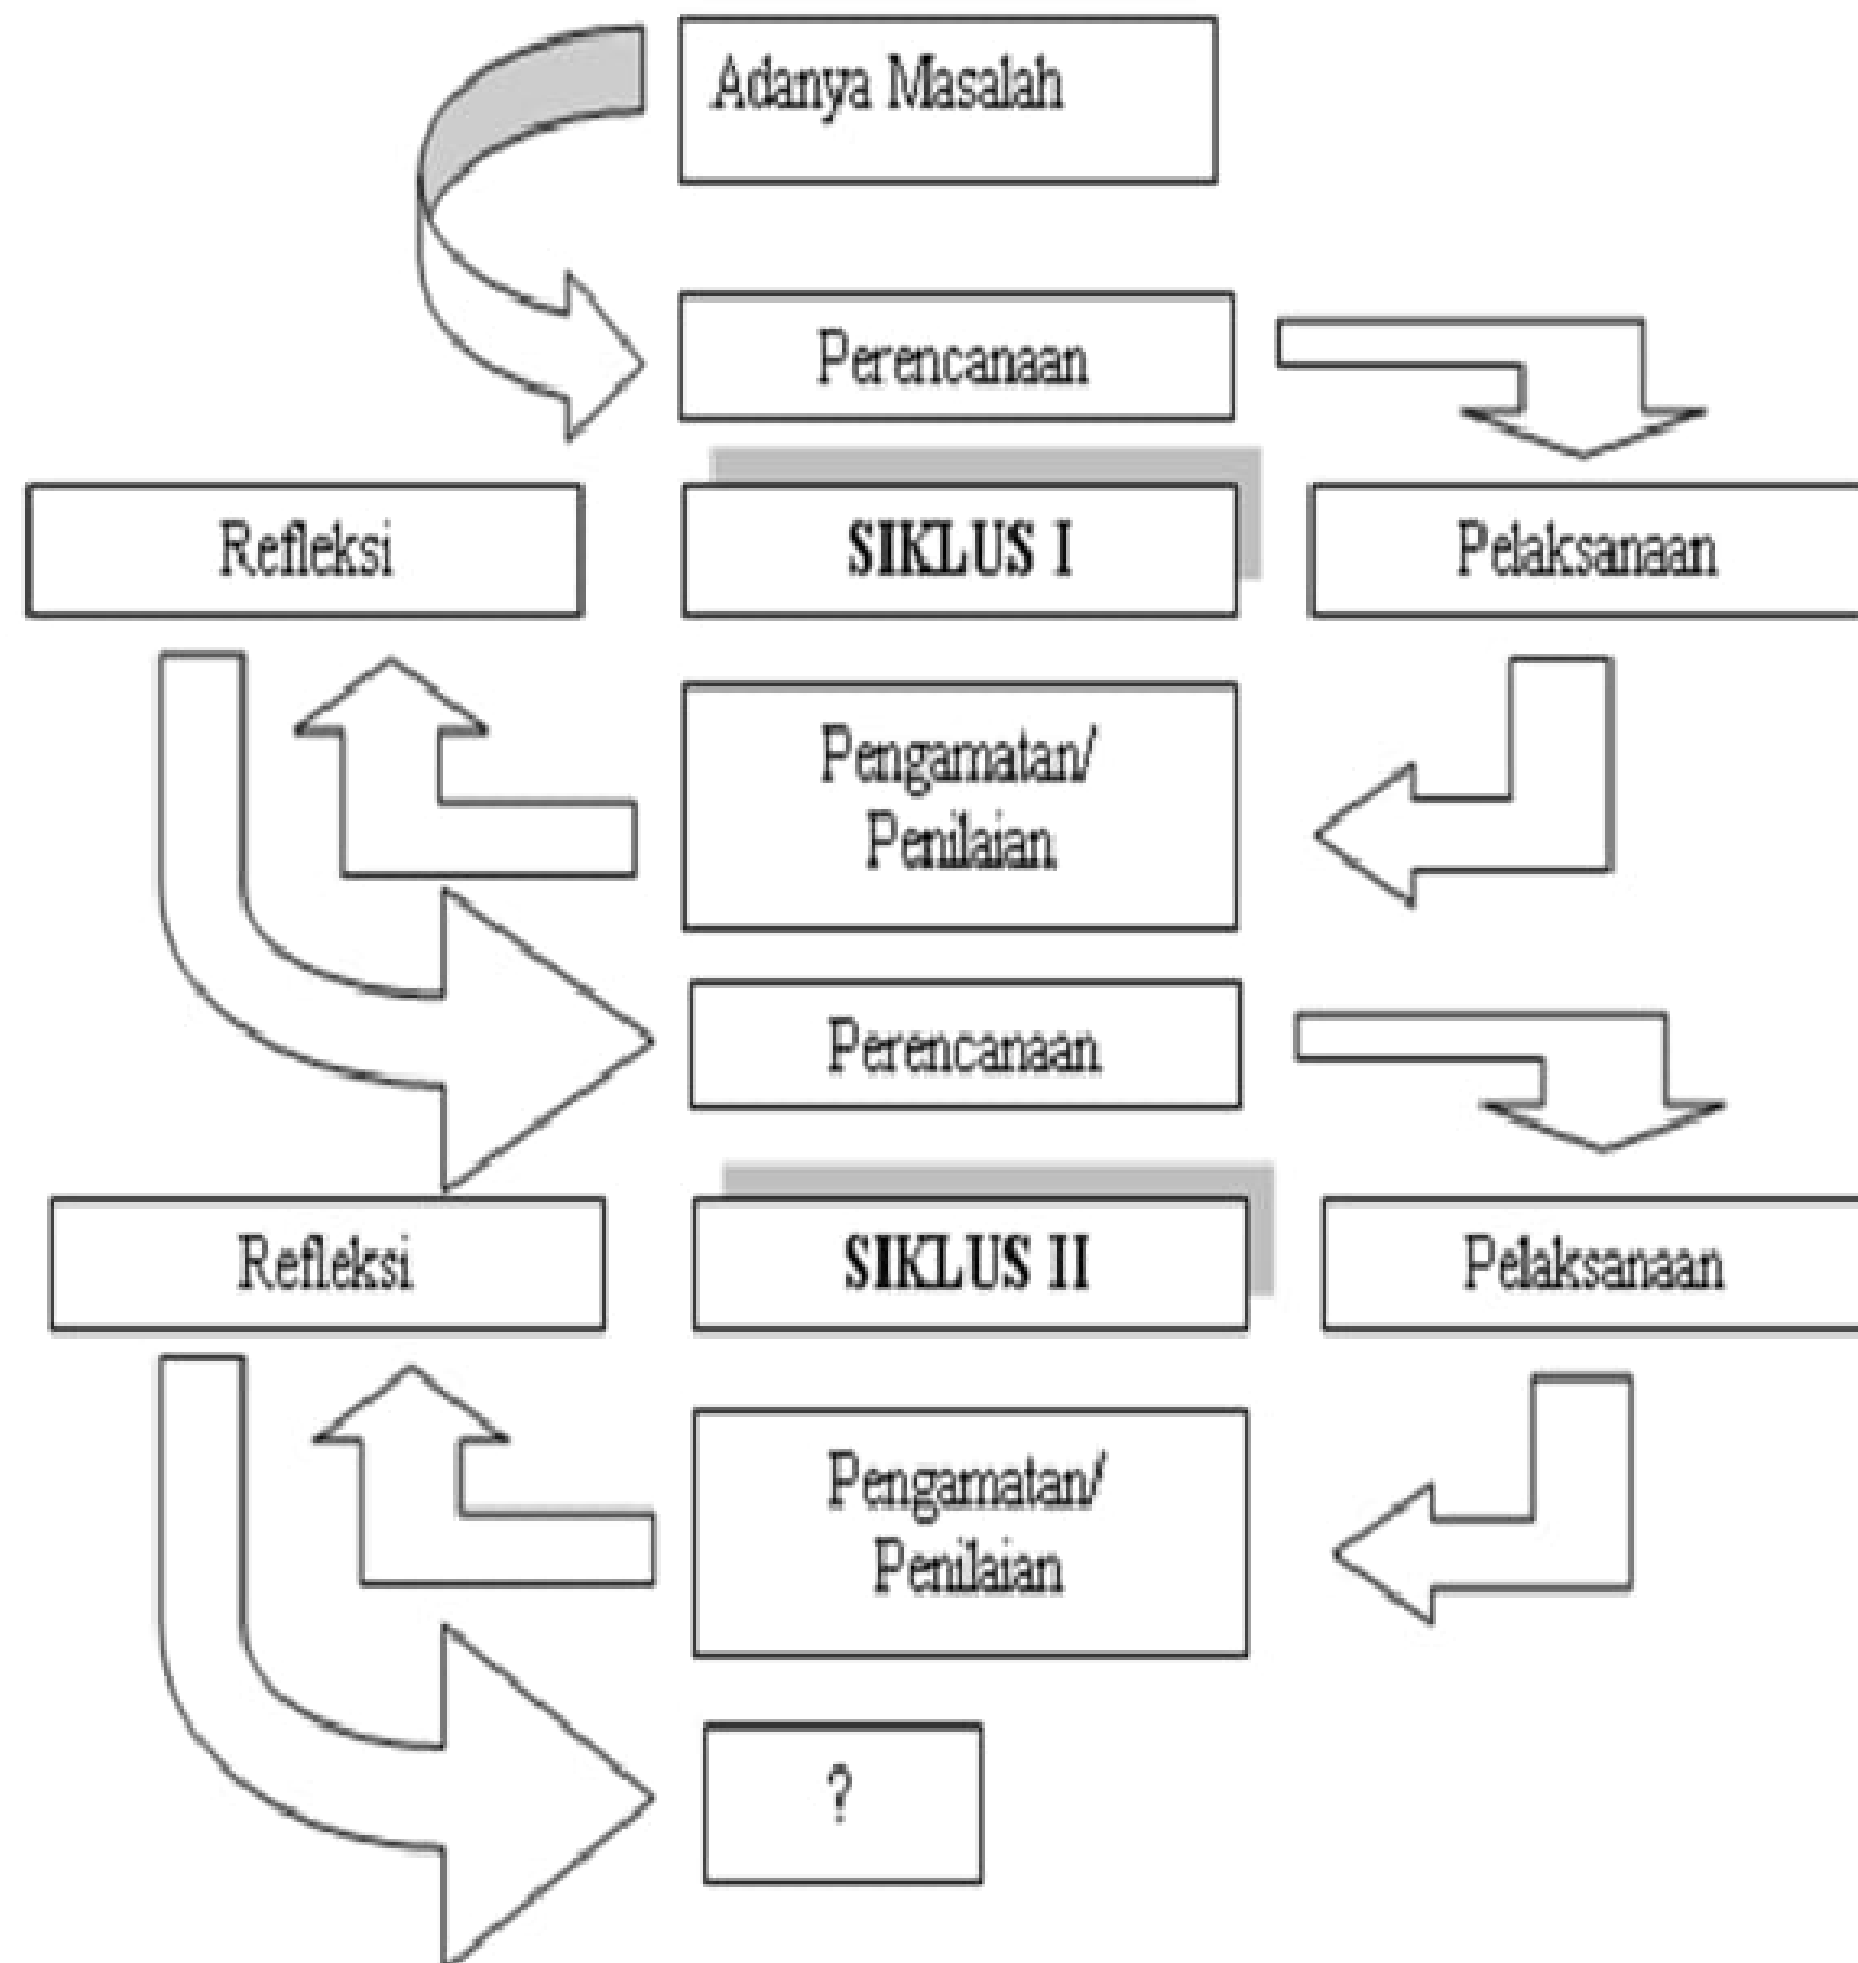 Adanya Masalah
Perencanaan
Refleksi
SIKLUS I
Pelaksanaan
Pengamatan/
Penilaian
Perencanaan
Refleksi
SIKLUS II
Pelaksanaan
Pengamatan/
Penilaian
?